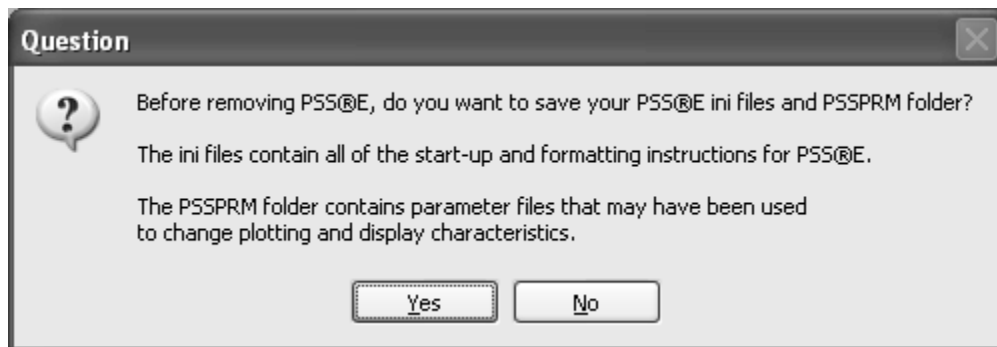 Question
Before removing PSS®E, do you want to save your PSS®E ini files and PSSPRM folder?
The ini files contain all of the start-up and formatting instructions for PSS®E.
The PSSPRM folder contains parameter files that may have been used
to change plotting and display characteristics.
Yes
No